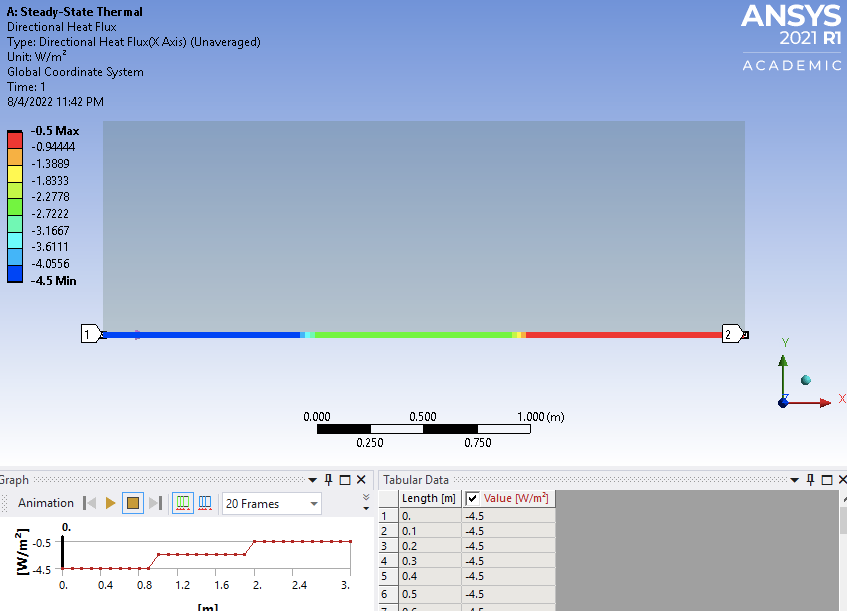 A: Steady-State Thermal
Directional Heat Flux
Type: Directional Heat Flux(X Axis) (Unaveraged)
Unit: W/m²
Global Coordinate System
Time: 1
8/4/2022 11:42 PM
ANSYS
2021 R1
ACADEMIC
-0.5 Max
-0.94444
-1.3889
-1.8333
-2.2778
-2.7222
-3.1667
-3.6111
-4.0556
-4.5 Min
1
2
0.000 0.500 1.000 (m)
0.250 0.750
Y
Z
X
Graph
Animation
20 Frames
0.
[W/m²]
-0.5
-4.5
0. 0.4 0.8 1.2 1.6 2. 2.4 3.
[m]
Tabular Data
Length [m] Value [W/m²]
1 0. -4.5
2 0.1 -4.5
3 0.2 -4.5
4 0.3 -4.5
5 0.4 -4.5
6 0.5 -4.5
7 0.6 -4.5